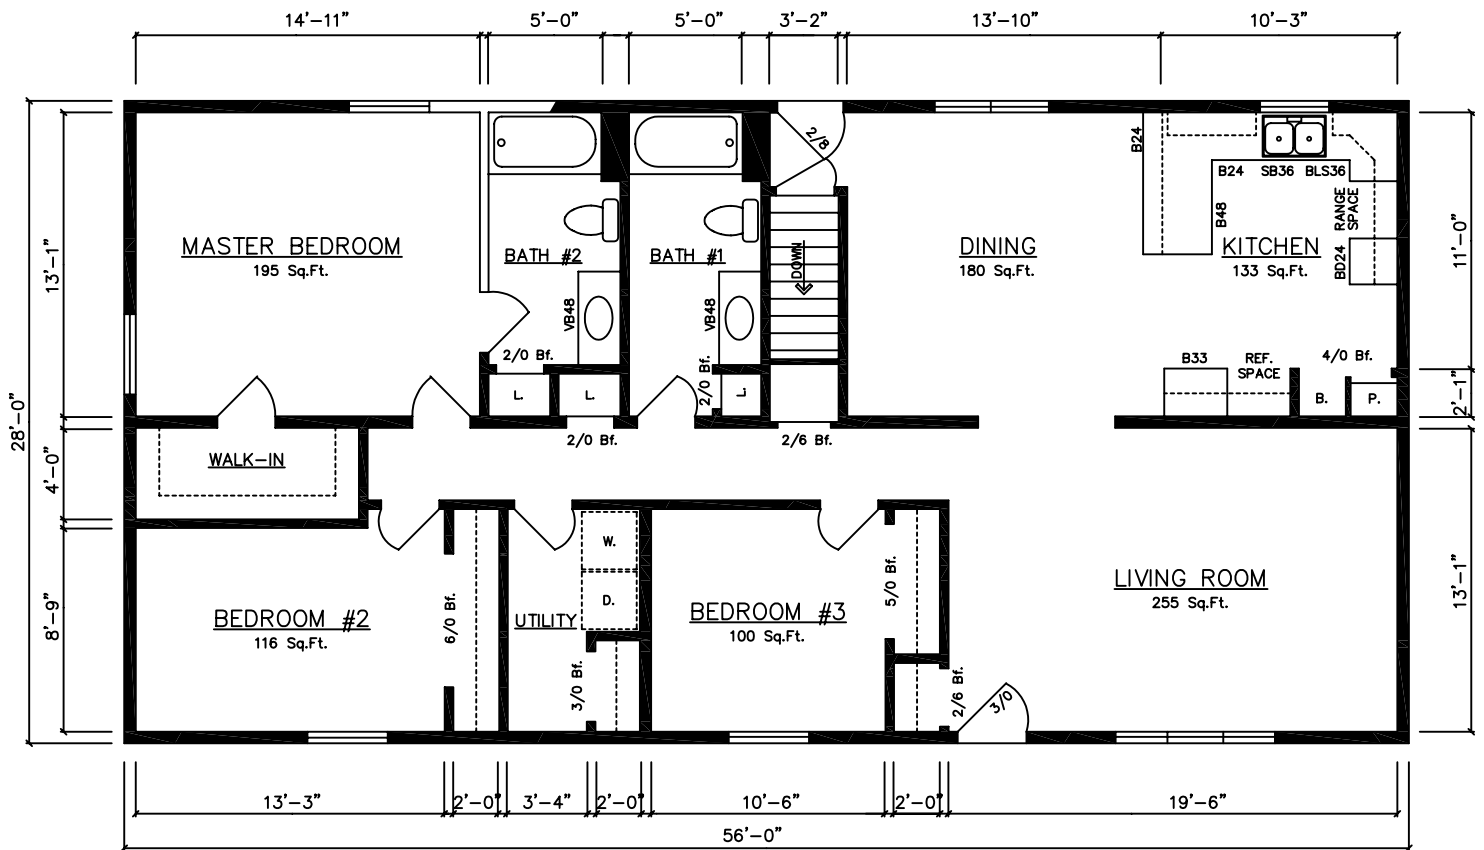 14'-11"
5'-0"
5'-0"
3'-2"
13'-10"
10'-3"
28'-0"
13'-1"
4'-0"
8'-9"
MASTER BEDROOM
195 Sq.Ft.
BATH #2
VB48
2/0 Bf.
L.
L.
2/0 Bf.
BATH #1
VB48
2/0 Bf.
L.
2/8
DOWN
2/6 Bf.
DINING
180 Sq.Ft.
B24
B24
SB36
BLS36
B48
RANGE
SPACE
KITCHEN
133 Sq.Ft.
BD24
B33
REF.
SPACE
4/0 Bf.
B.
P.
11'-0"
2'-1"
13'-1"
WALK-IN
BEDROOM #2
116 Sq.Ft.
6/0 Bf.
UTILITY
W.
D.
3/0 Bf.
BEDROOM #3
100 Sq.Ft.
5/0 Bf.
2/6 Bf.
3/0
LIVING ROOM
255 Sq.Ft.
13'-3"
2'-0"
3'-4"
2'-0"
10'-6"
2'-0"
19'-6"
56'-0"